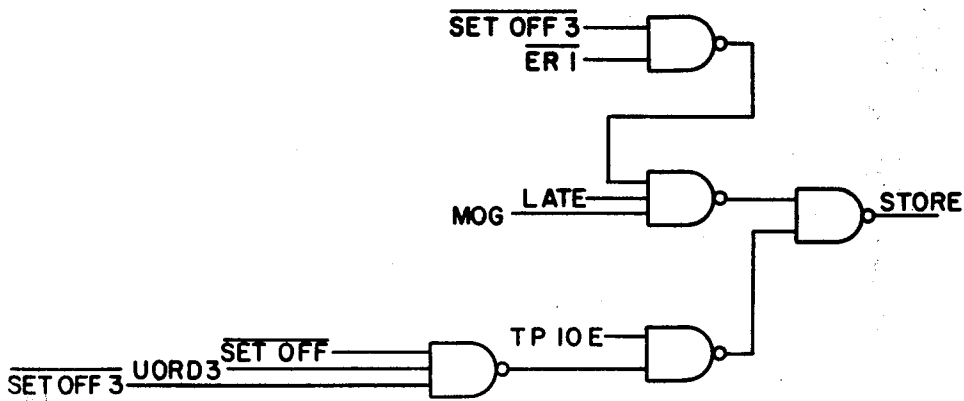 SET OFF 3
ER 1
LATE
MOG
STORE
TP 10 E
SET OFF
UORD3
SET OFF 3